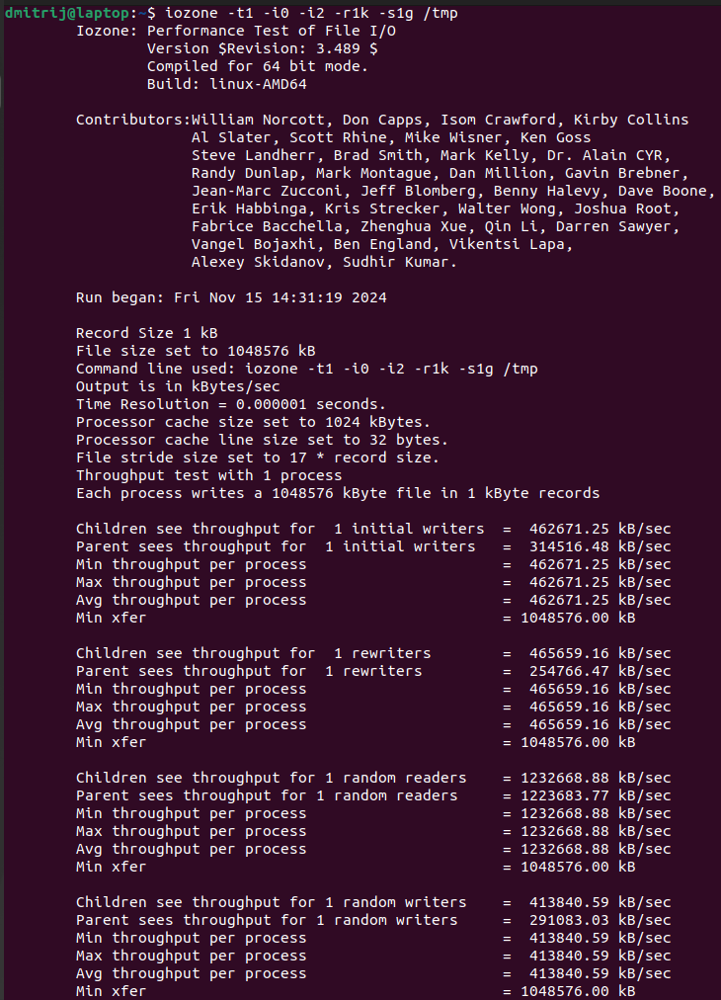 dmitrij@laptop:~$ iozone -t1 -i0 -i2 -r1k -s1g /tmp
Iozone: Performance Test of File I/O
Version $Revision: 3.489 $
Compiled for 64 bit mode.
Build: linux-AMD64
Contributors:William Norcott, Don Capps, Isom Crawford, Kirby Collins
Al Slater, Scott Rhine, Mike Wisner, Ken Goss
Steve Landherr, Brad Smith, Mark Kelly, Dr. Alain CYR,
Randy Dunlap, Mark Montague, Dan Million, Gavin Brebner,
Jean-Marc Zucconi, Jeff Blomberg, Benny Halevy, Dave Boone,
Erik Habbinga, Kris Strecker, Walter Wong, Joshua Root,
Fabrice Bacchella, Zhenghua Xue, Qin Li, Darren Sawyer,
Vangel Bojaxhi, Ben England, Vikentsi Lapa,
Alexey Skidanov, Sudhir Kumar.
Run began: Fri Nov 15 14:31:19 2024
Record Size 1 kB
File size set to 1048576 kB
Command line used: iozone -t1 -i0 -i2 -r1k -s1g /tmp
Output is in kBytes/sec
Time Resolution = 0.000001 seconds.
Processor cache size set to 1024 kBytes.
Processor cache line size set to 32 bytes.
File stride size set to 17 * record size.
Throughput test with 1 process
Each process writes a 1048576 kByte file in 1 kByte records
Children see throughput for  1 initial writers  =  462671.25 kB/sec
Parent sees throughput for  1 initial writers   =  314516.48 kB/sec
Min throughput per process                      =  462671.25 kB/sec
Max throughput per process                      =  462671.25 kB/sec
Avg throughput per process                      =  462671.25 kB/sec
Min xfer                                        = 1048576.00 kB
Children see throughput for  1 rewriters        =  465659.16 kB/sec
Parent sees throughput for  1 rewriters         =  254766.47 kB/sec
Min throughput per process                      =  465659.16 kB/sec
Max throughput per process                      =  465659.16 kB/sec
Avg throughput per process                      =  465659.16 kB/sec
Min xfer                                        = 1048576.00 kB
Children see throughput for 1 random readers    = 1232668.88 kB/sec
Parent sees throughput for 1 random readers     = 1223683.77 kB/sec
Min throughput per process                      = 1232668.88 kB/sec
Max throughput per process                      = 1232668.88 kB/sec
Avg throughput per process                      = 1232668.88 kB/sec
Min xfer                                        = 1048576.00 kB
Children see throughput for 1 random writers    =  413840.59 kB/sec
Parent sees throughput for 1 random writers     =  291083.03 kB/sec
Min throughput per process                      =  413840.59 kB/sec
Max throughput per process                      =  413840.59 kB/sec
Avg throughput per process                      =  413840.59 kB/sec
Min xfer                                        = 1048576.00 kB